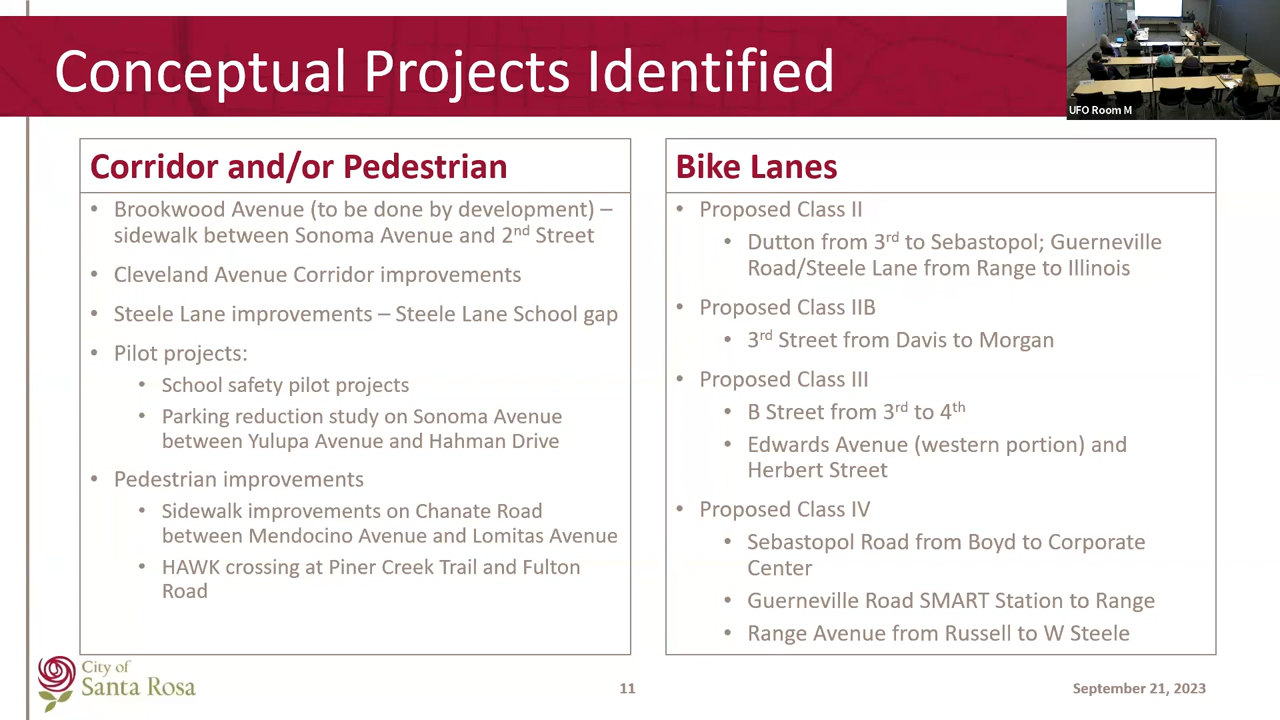 Conceptual Projects Identified
UFO Room M
Corridor and/or Pedestrian
• Brookwood Avenue (to be done by development) –
sidewalk between Sonoma Avenue and 2nd Street
• Cleveland Avenue Corridor improvements
• Steele Lane improvements – Steele Lane School gap
• Pilot projects:
• School safety pilot projects
• Parking reduction study on Sonoma Avenue
between Yulupa Avenue and Hahman Drive
• Pedestrian improvements
• Sidewalk improvements on Chanate Road
between Mendocino Avenue and Lomitas Avenue
• HAWK crossing at Piner Creek Trail and Fulton
Road
Bike Lanes
• Proposed Class II
• Dutton from 3rd to Sebastopol; Guerneville
Road/Steele Lane from Range to Illinois
• Proposed Class IIB
• 3rd Street from Davis to Morgan
• Proposed Class III
• B Street from 3rd to 4th
• Edwards Avenue (western portion) and
Herbert Street
• Proposed Class IV
• Sebastopol Road from Boyd to Corporate
Center
• Guerneville Road SMART Station to Range
• Range Avenue from Russell to W Steele
City of
Santa Rosa
11
September 21, 2023